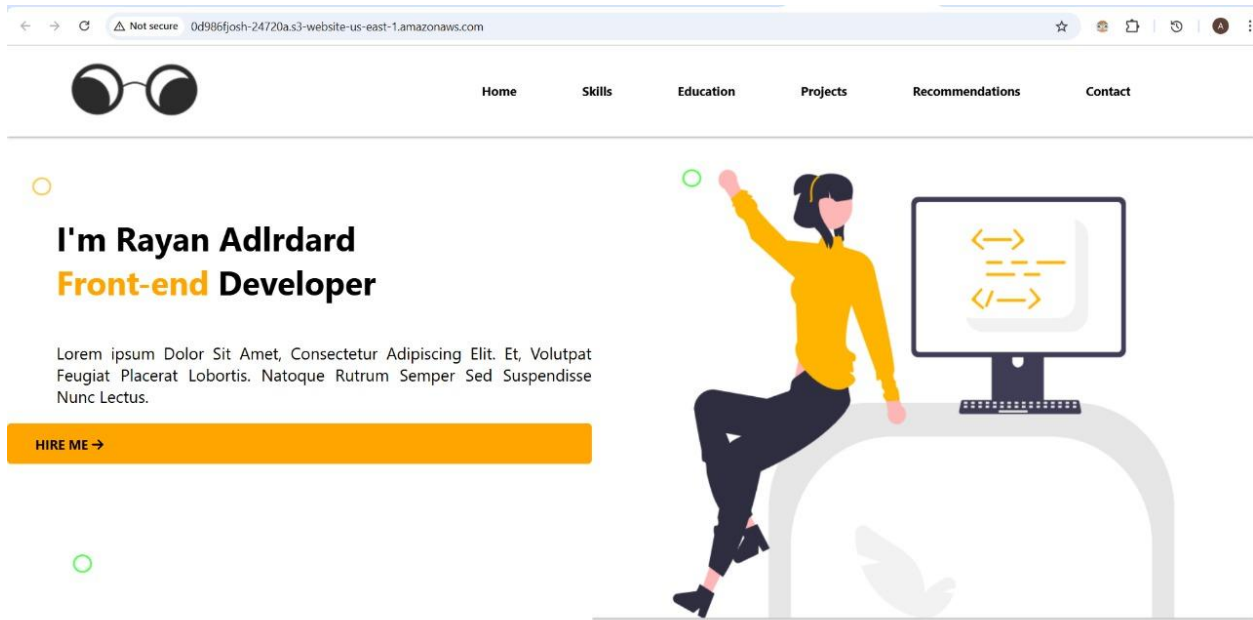 Not secure 0d986fjosh-24720a.s3-website-us-east-1.amazonaws.com
A
Home Skills Education Projects Recommendations Contact
I'm Rayan Adlrdard
Front-end Developer
Lorem ipsum Dolor Sit Amet, Consectetur Adipiscing Elit. Et, Volutpat
Feugiat Placerat Lobortis. Natoque Rutrum Semper Sed Suspendisse
Nunc Lectus.
HIRE ME →